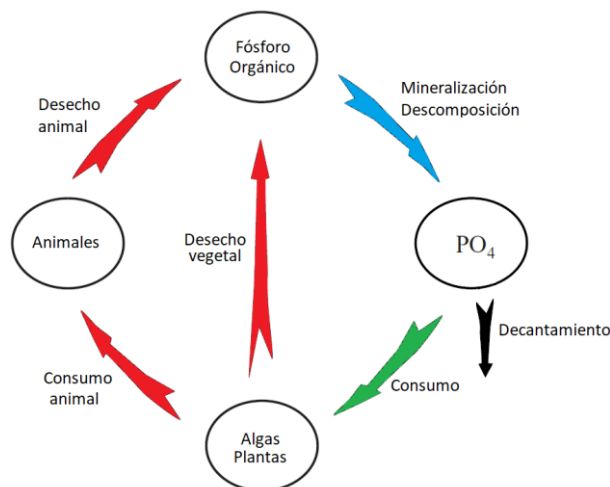 Fósforo
Orgánico
Desecho
animal
Mineralización
Descomposición
Animales
Desecho
vegetal
PO₄
Decantamiento
Consumo
animal
Consumo
Algas
Plantas